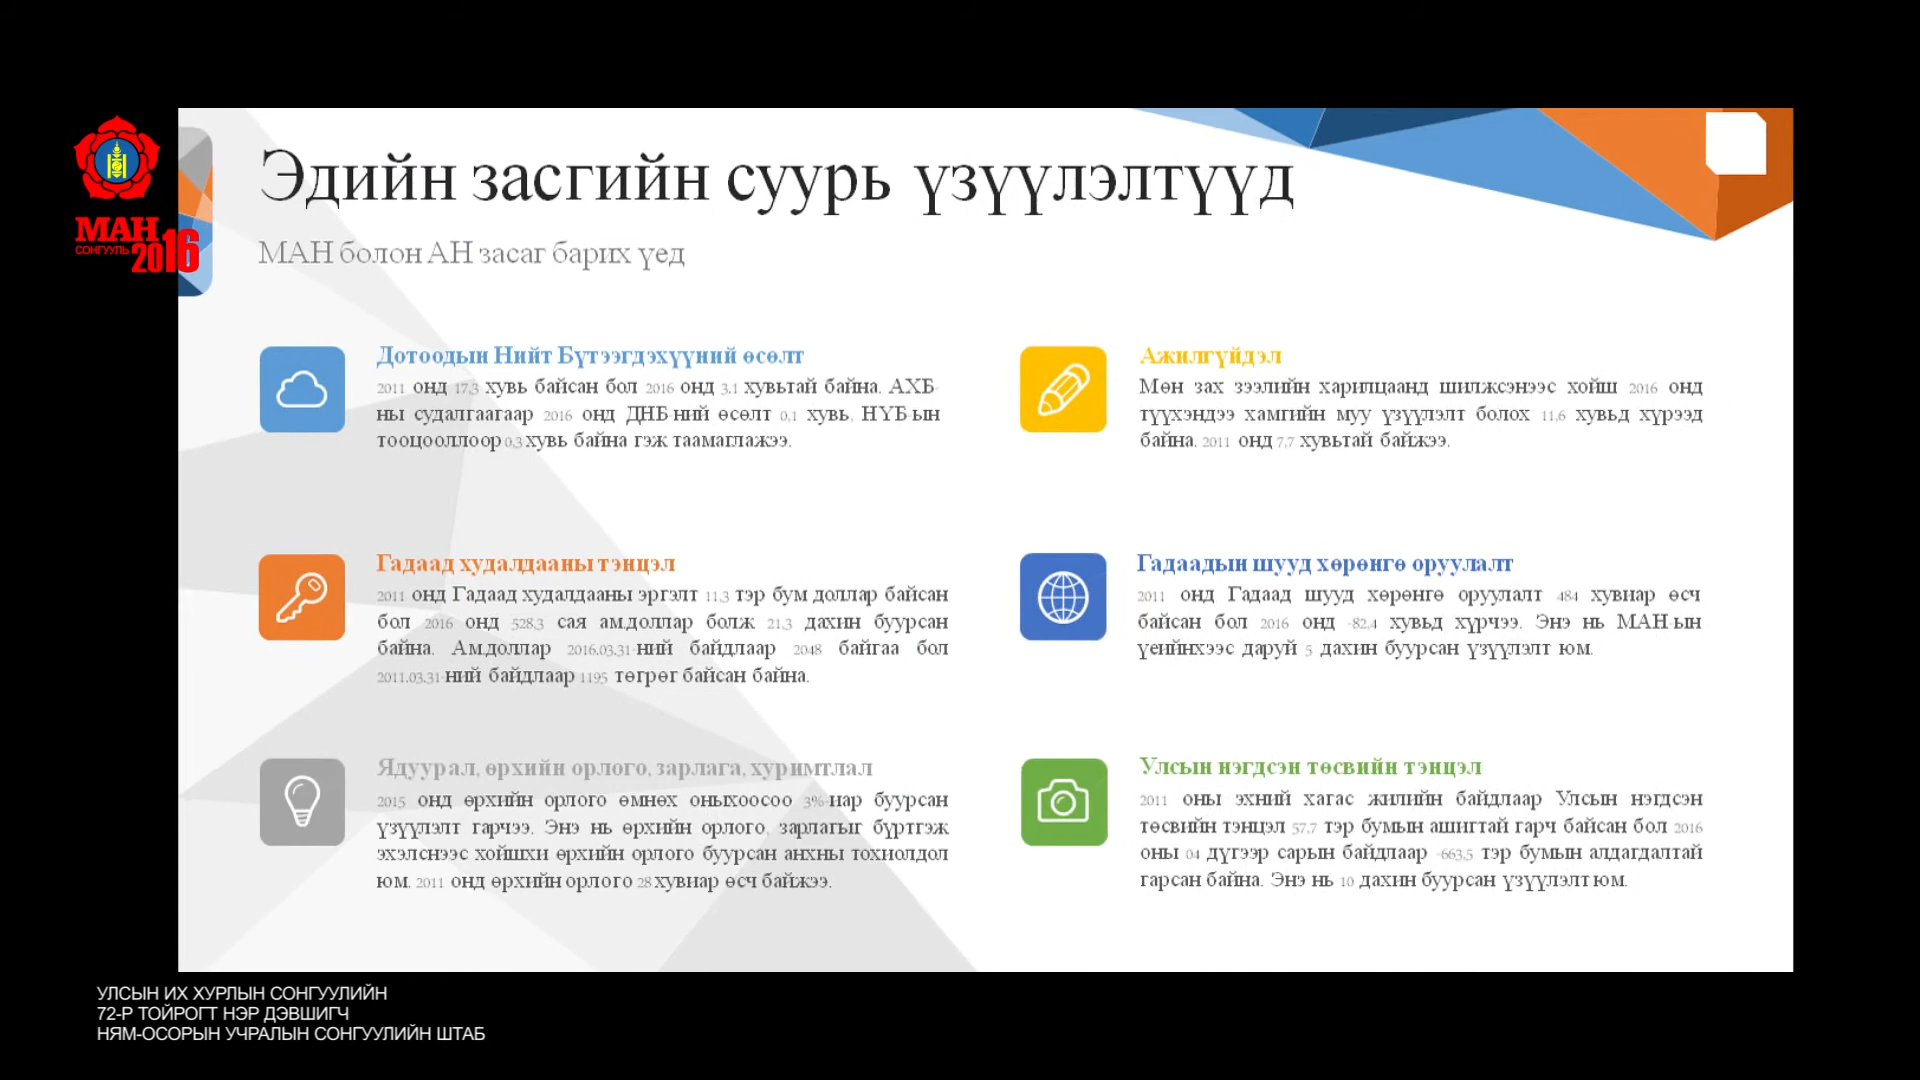 МАН
СОНГУУЛЬ
2016
Эдийн засгийн суурь үзүүлэлтүүд
МАН болон АН засаг барих үед
Дотоодын Нийт Бүтээгдэхүүний өсөлт
2011 онд 17,3 хувь байсан бол 2016 онд 3,1 хувьтай байна. АХБ-
ны судалгаагаар 2016 онд ДНБ-ний өсөлт 0,1 хувь, НҮБ-ын
тооцооллоор 0,3 хувь байна гэж таамаглажээ.
Ажилгүйдэл
Мөн зах зээлийн харилцаанд шилжсэнээс хойш 2016 онд
түүхэндээ хамгийн муу үзүүлэлт болох 11,6 хувьд хүрээд
байна. 2011 онд 7,7 хувьтай байжээ.
Гадаад худалдааны тэнцэл
2011 онд Гадаад худалдааны эргэлт 11,3 тэр бум доллар байсан
бол 2016 онд 528,3 сая ам.доллар болж 21,3 дахин буурсан
байна. Ам.доллар 2016.03.31-ний байдлаар 2048 байгаа бол
2011.03.31-ний байдлаар 1195 төгрөг байсан байна.
Гадаадын шууд хөрөнгө оруулалт
2011 онд Гадаад шууд хөрөнгө оруулалт 484 хувиар өсч
байсан бол 2016 онд -82,4 хувьд хүрчээ. Энэ нь МАН-ын
үеийнхээс даруй 5 дахин буурсан үзүүлэлт юм.
Ядуурал, өрхийн орлого, зарлага, хуримтлал
2015 онд өрхийн орлого өмнөх оныхоосоо 3%-иар буурсан
үзүүлэлт гарчээ. Энэ нь өрхийн орлого, зарлагыг бүртгэж
эхэлснээс хойшхи өрхийн орлого буурсан анхны тохиолдол
юм. 2011 онд өрхийн орлого 28 хувиар өсч байжээ.
Улсын нэгдсэн төсвийн тэнцэл
2011 оны эхний хагас жилийн байдлаар Улсын нэгдсэн
төсвийн тэнцэл 57,7 тэр бумын ашигтай гарч байсан бол 2016
оны 04 дүгээр сарын байдлаар -663,5 тэр бумын алдагдалтай
гарсан байна. Энэ нь 10 дахин буурсан үзүүлэлт юм.
УЛСЫН ИХ ХУРЛЫН СОНГУУЛИЙН
72-Р ТОЙРОГТ НЭР ДЭВШИГЧ
НЯМ-ОСОРЫН УЧРАЛЫН СОНГУУЛИЙН ШТАБ